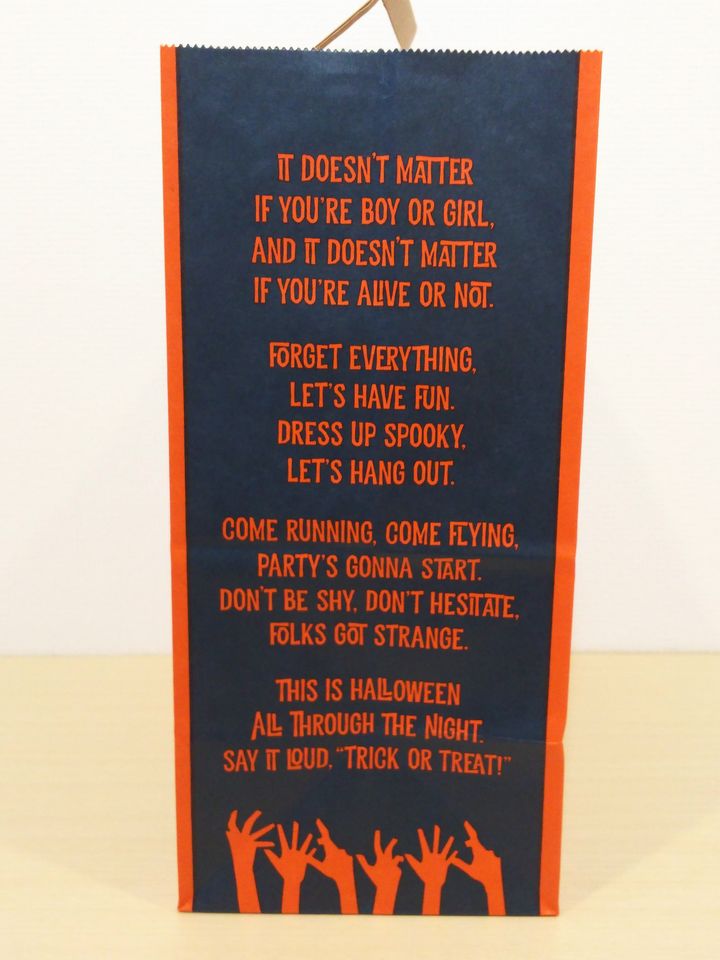 IT DOESN'T MATTER
IF YOU'RE BOY OR GIRL,
AND IT DOESN'T MATTER
IF YOU'RE ALIVE OR NOT.
FORGET EVERYTHING,
LET'S HAVE FUN.
DRESS UP SPOOKY,
LET'S HANG OUT.
COME RUNNING, COME FLYING,
PARTY'S GONNA START.
DON'T BE SHY, DON'T HESITATE,
FOLKS GOT STRANGE.
THIS IS HALLOWEEN
ALL THROUGH THE NIGHT.
SAY IT LOUD, "TRICK OR TREAT!"